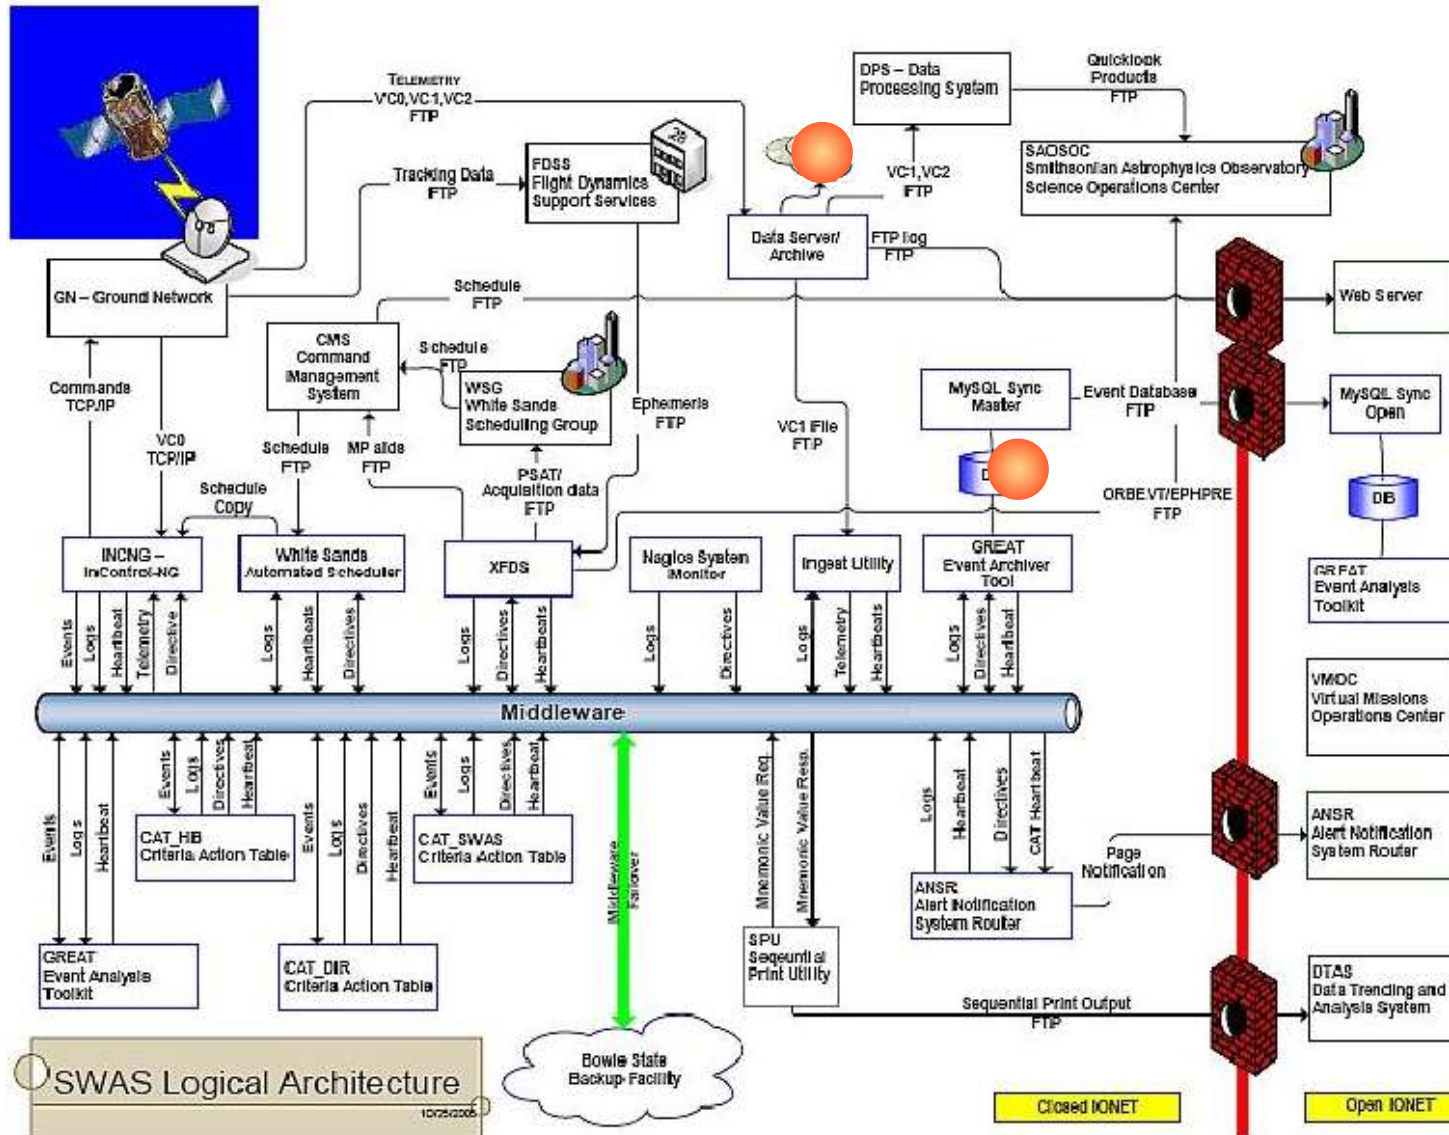 TELEMETRY
VC0,VC1,VC2
FTP
DPS – Data
Processing System
Quicklook
Products
FTP
28
FDSS
Flight Dynamics
Support Services
Tracking Data
FTP
VC1,VC2
FTP
SAOSOC
Smithsonian Astrophysics Observatory
Science Operations Center
Data Server/
Archive
FTP log
FTP
GN – Ground Network
Schedule
FTP
Web Server
CMS
Command
Management
System
Schedule
FTP
WSG
White Sands
Scheduling Group
Ephemeris
FTP
MySQL Sync
Master
Event Database
FTP
MySQL Sync
Open
Commands
TCP/IP
VC0
TCP/IP
Schedule
FTP
MP aids
FTP
PSAT/
Acquisition data
FTP
VC1 File
FTP
ORBEVT/EPHPRE
FTP
DB
Schedule
Copy
INCNG –
InControl-NG
White Sands
Automated Scheduler
XFDS
Nagios System
Monitor
Ingest Utility
GREAT
Event Archiver
Tool
GREAT
Event Analysis
Toolkit
Events
Logs
Heartbeat
Telemetry
Directive
Logs
Heartbeats
Directives
Logs
Directives
Heartbeats
Logs
Directives
Logs
Telemetry
Heartbeats
Logs
Directives
Heartbeat
VMOC
Virtual Missions
Operations Center
Middleware
Events
Logs
Heartbeat
Events
Logs
Directives
Heartbeat
Events
Logs
Directives
Heartbeat
Events
Logs
Directives
Heartbeat
Middleware
Failover
Mnemonic Value Req.
Mnemonic Value Resp.
Logs
Heartbeat
Directives
CAT Heartbeat
CAT_HB
Criteria Action Table
CAT_SWAS
Criteria Action Table
ANSR
Alert Notification
System Router
Page
Notification
ANSR
Alert Notification
System Router
GREAT
Event Analysis
Toolkit
CAT_DIR
Criteria Action Table
SPU
Seqeuntial
Print Utility
Sequential Print Output
FTP
DTAS
Data Trending and
Analysis System
SWAS Logical Architecture
10/25/2005
Bowie State
Backup Facility
Closed IONET
Open IONET